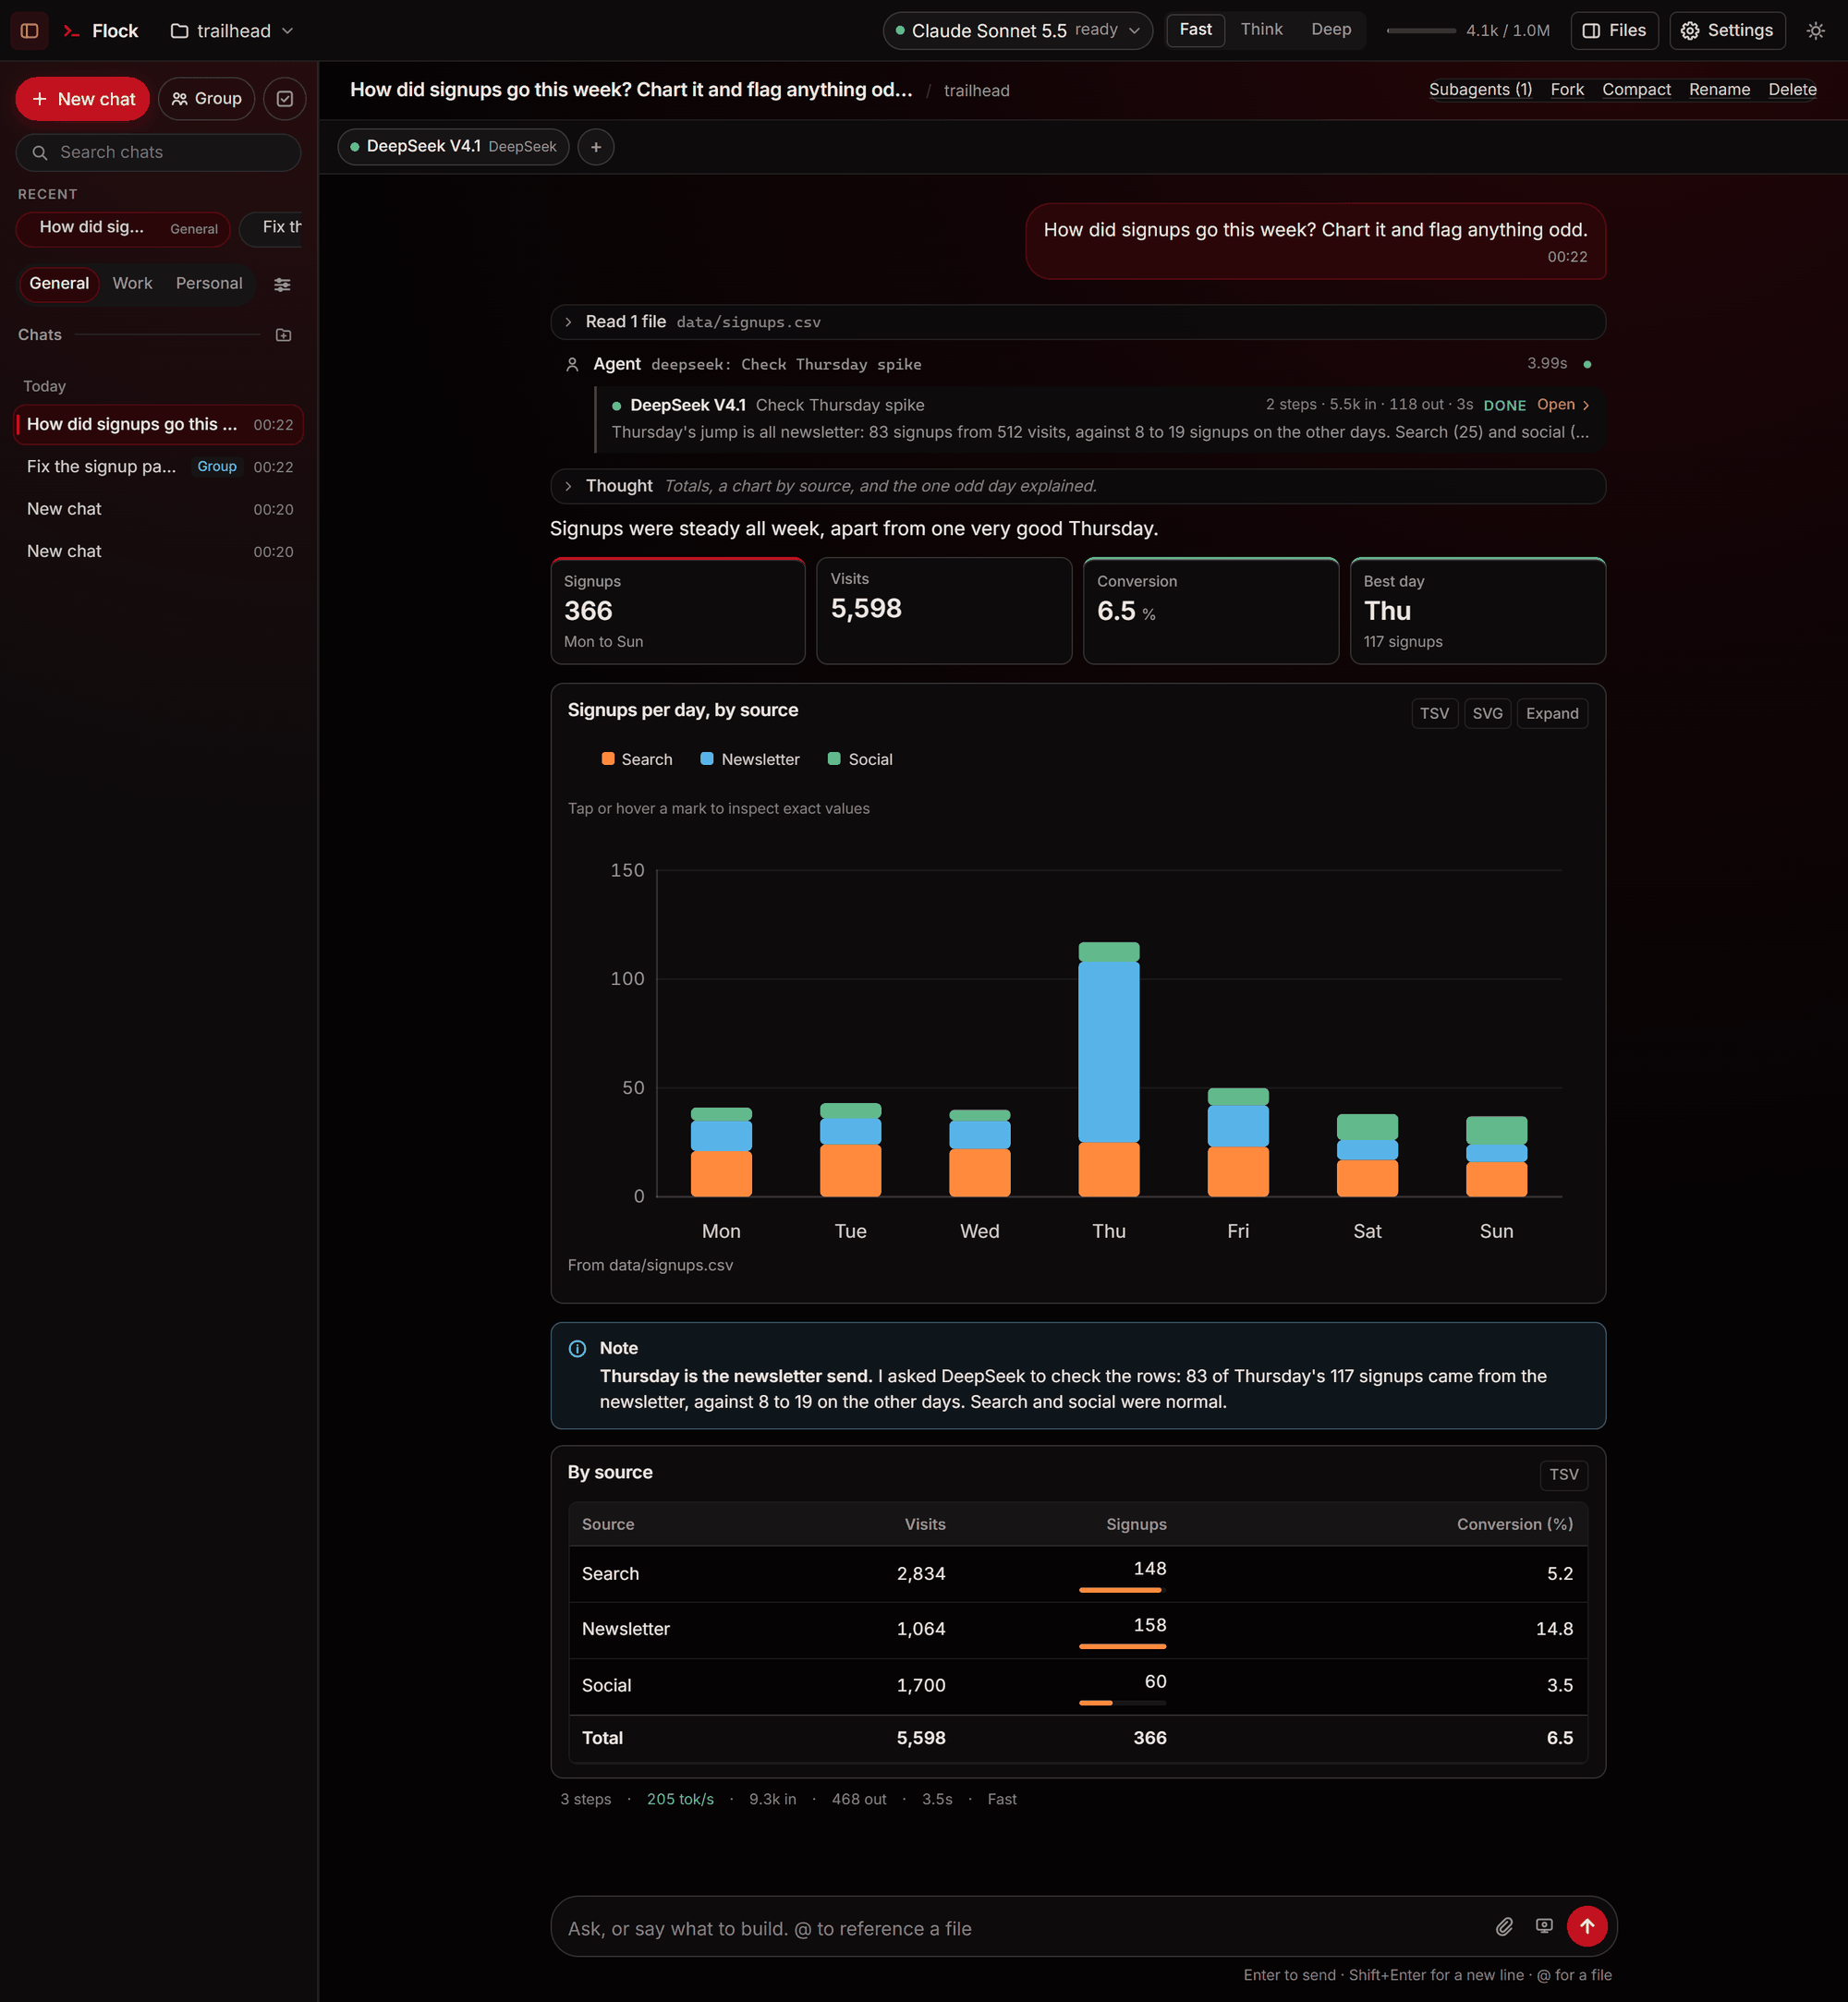 Flock
trailhead
Claude Sonnet 5.5 ready
Fast
Think
Deep
4.1k / 1.0M
Files
Settings
New chat
Group
Search chats
RECENT
How did sig... General
Fix th
General
Work
Personal
Chats
Today
How did signups go this ... 00:22
Fix the signup pa... Group 00:22
New chat 00:20
New chat 00:20
How did signups go this week? Chart it and flag anything od... / trailhead
Subagents (1)
Fork
Compact
Rename
Delete
DeepSeek V4.1 DeepSeek
How did signups go this week? Chart it and flag anything odd.
00:22
Read 1 file data/signups.csv
Agent deepseek: Check Thursday spike 3.99s
DeepSeek V4.1 Check Thursday spike 2 steps · 5.5k in · 118 out · 3s DONE Open
Thursday's jump is all newsletter: 83 signups from 512 visits, against 8 to 19 signups on the other days. Search (25) and social (...
Thought Totals, a chart by source, and the one odd day explained.
Signups were steady all week, apart from one very good Thursday.
Signups
366
Mon to Sun
Visits
5,598
Conversion
6.5 %
Best day
Thu
117 signups
Signups per day, by source
TSV
SVG
Expand
Search
Newsletter
Social
Tap or hover a mark to inspect exact values
150
100
50
0
Mon
Tue
Wed
Thu
Fri
Sat
Sun
From data/signups.csv
Note
Thursday is the newsletter send. I asked DeepSeek to check the rows: 83 of Thursday's 117 signups came from the
newsletter, against 8 to 19 on the other days. Search and social were normal.
By source
TSV
Source Visits Signups Conversion (%)
Search 2,834 148 5.2
Newsletter 1,064 158 14.8
Social 1,700 60 3.5
Total 5,598 366 6.5
3 steps · 205 tok/s · 9.3k in · 468 out · 3.5s · Fast
Ask, or say what to build. @ to reference a file
Enter to send · Shift+Enter for a new line · @ for a file